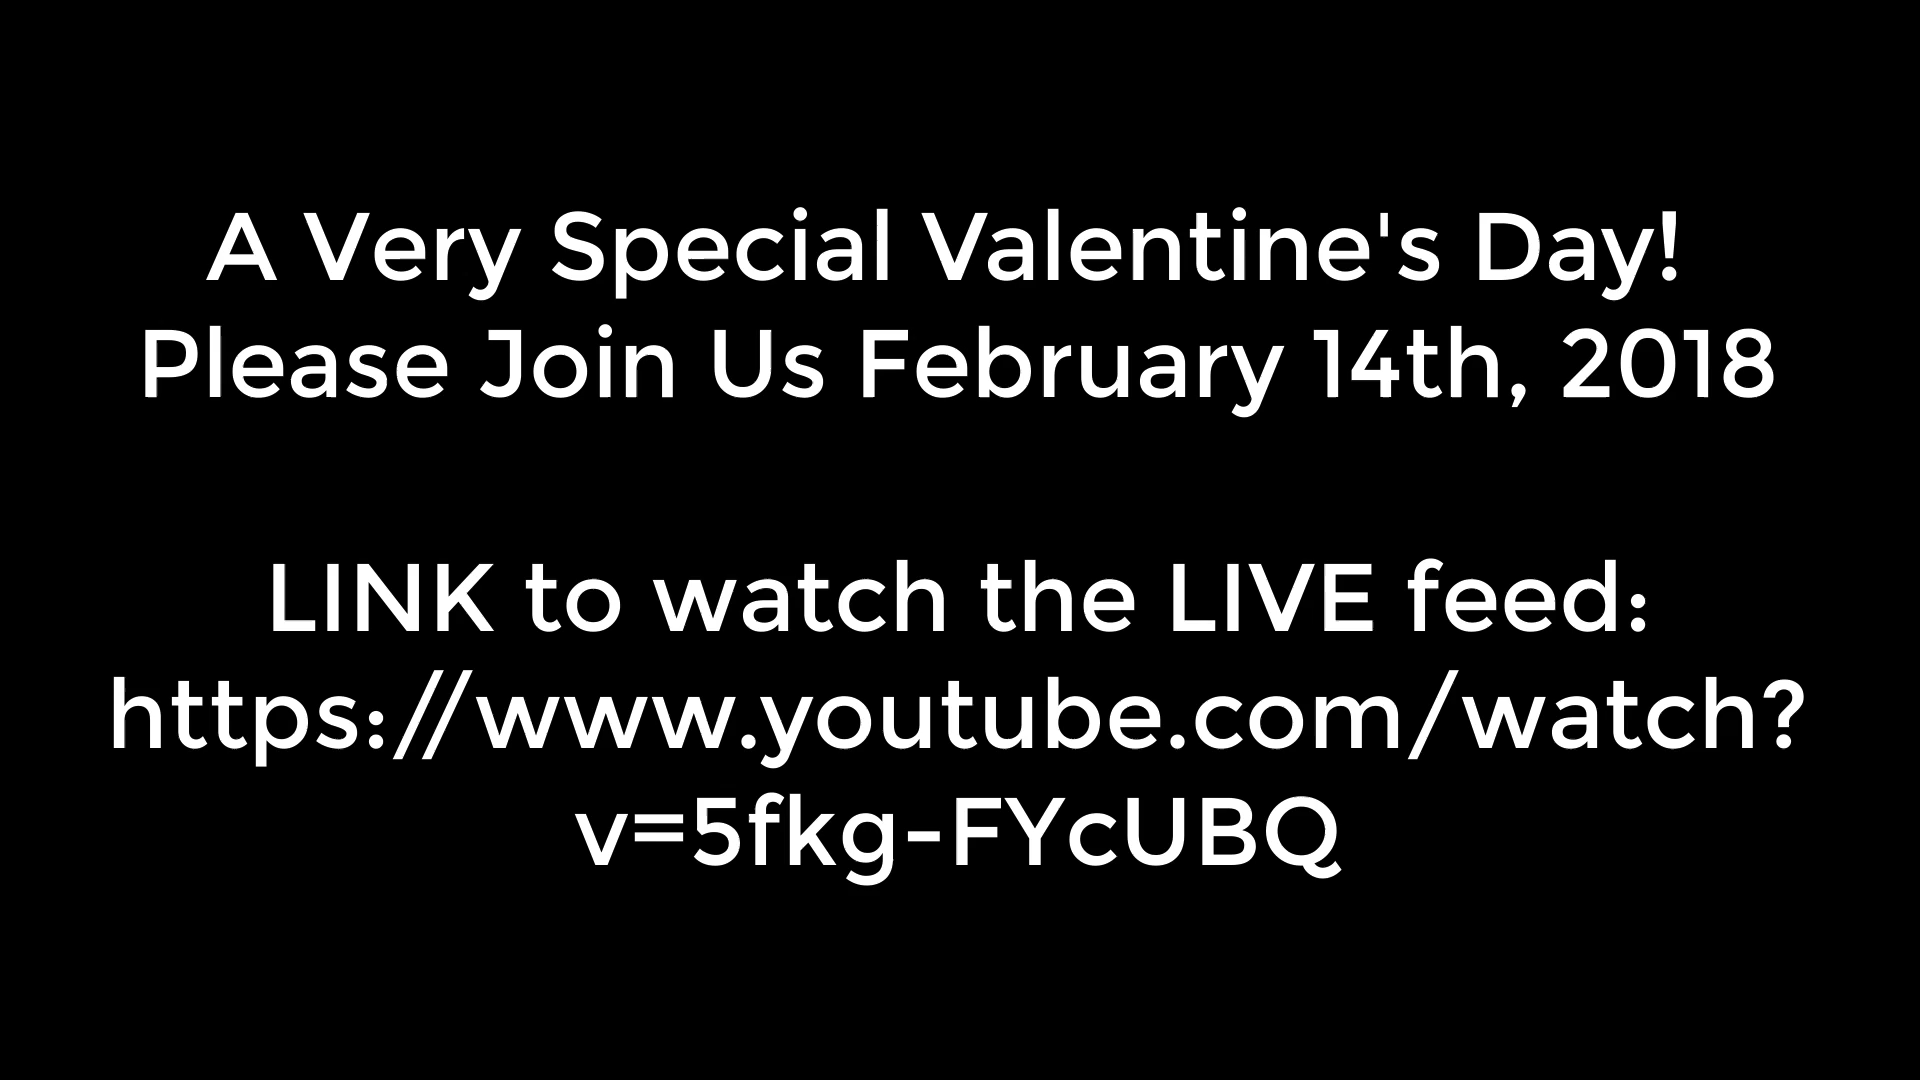 A Very Special Valentine's Day!
Please Join Us February 14th, 2018
LINK to watch the LIVE feed:
https://www.youtube.com/watch?
v=5fkg-FYcUBQ